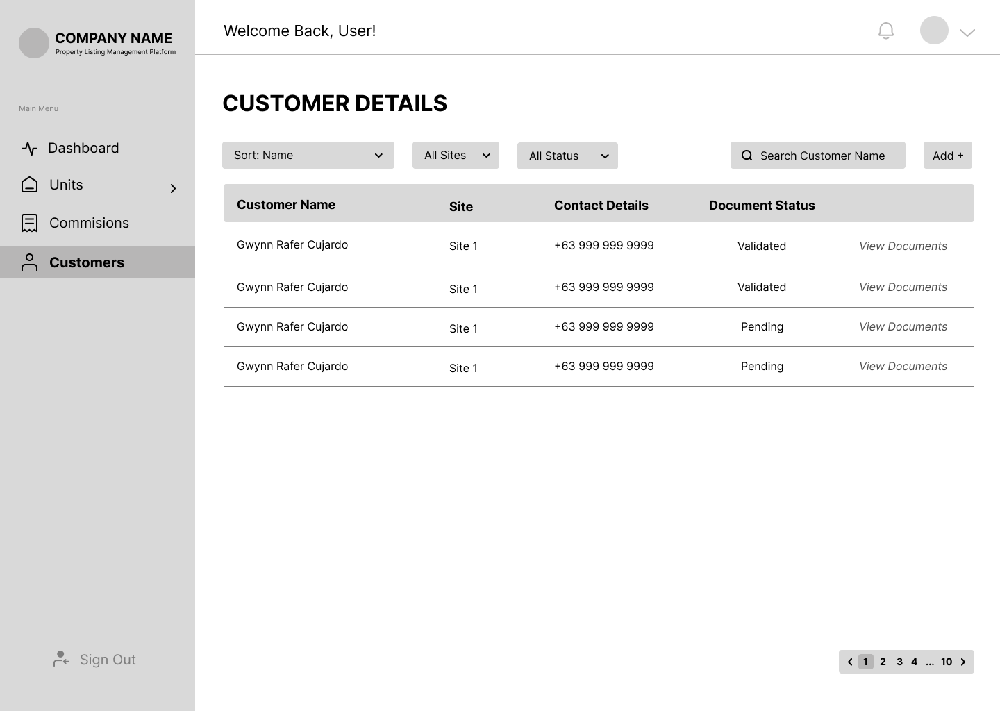 COMPANY NAME
Property Listing Management Platform
Welcome Back, User!
Main Menu
Dashboard
Units
Commisions
Customers
Sign Out
CUSTOMER DETAILS
Sort: Name All Sites All Status Search Customer Name Add +
Customer Name Site Contact Details Document Status
Gwynn Rafer Cujardo Site 1 +63 999 999 9999 Validated View Documents
Gwynn Rafer Cujardo Site 1 +63 999 999 9999 Validated View Documents
Gwynn Rafer Cujardo Site 1 +63 999 999 9999 Pending View Documents
Gwynn Rafer Cujardo Site 1 +63 999 999 9999 Pending View Documents
1 2 3 4 ... 10